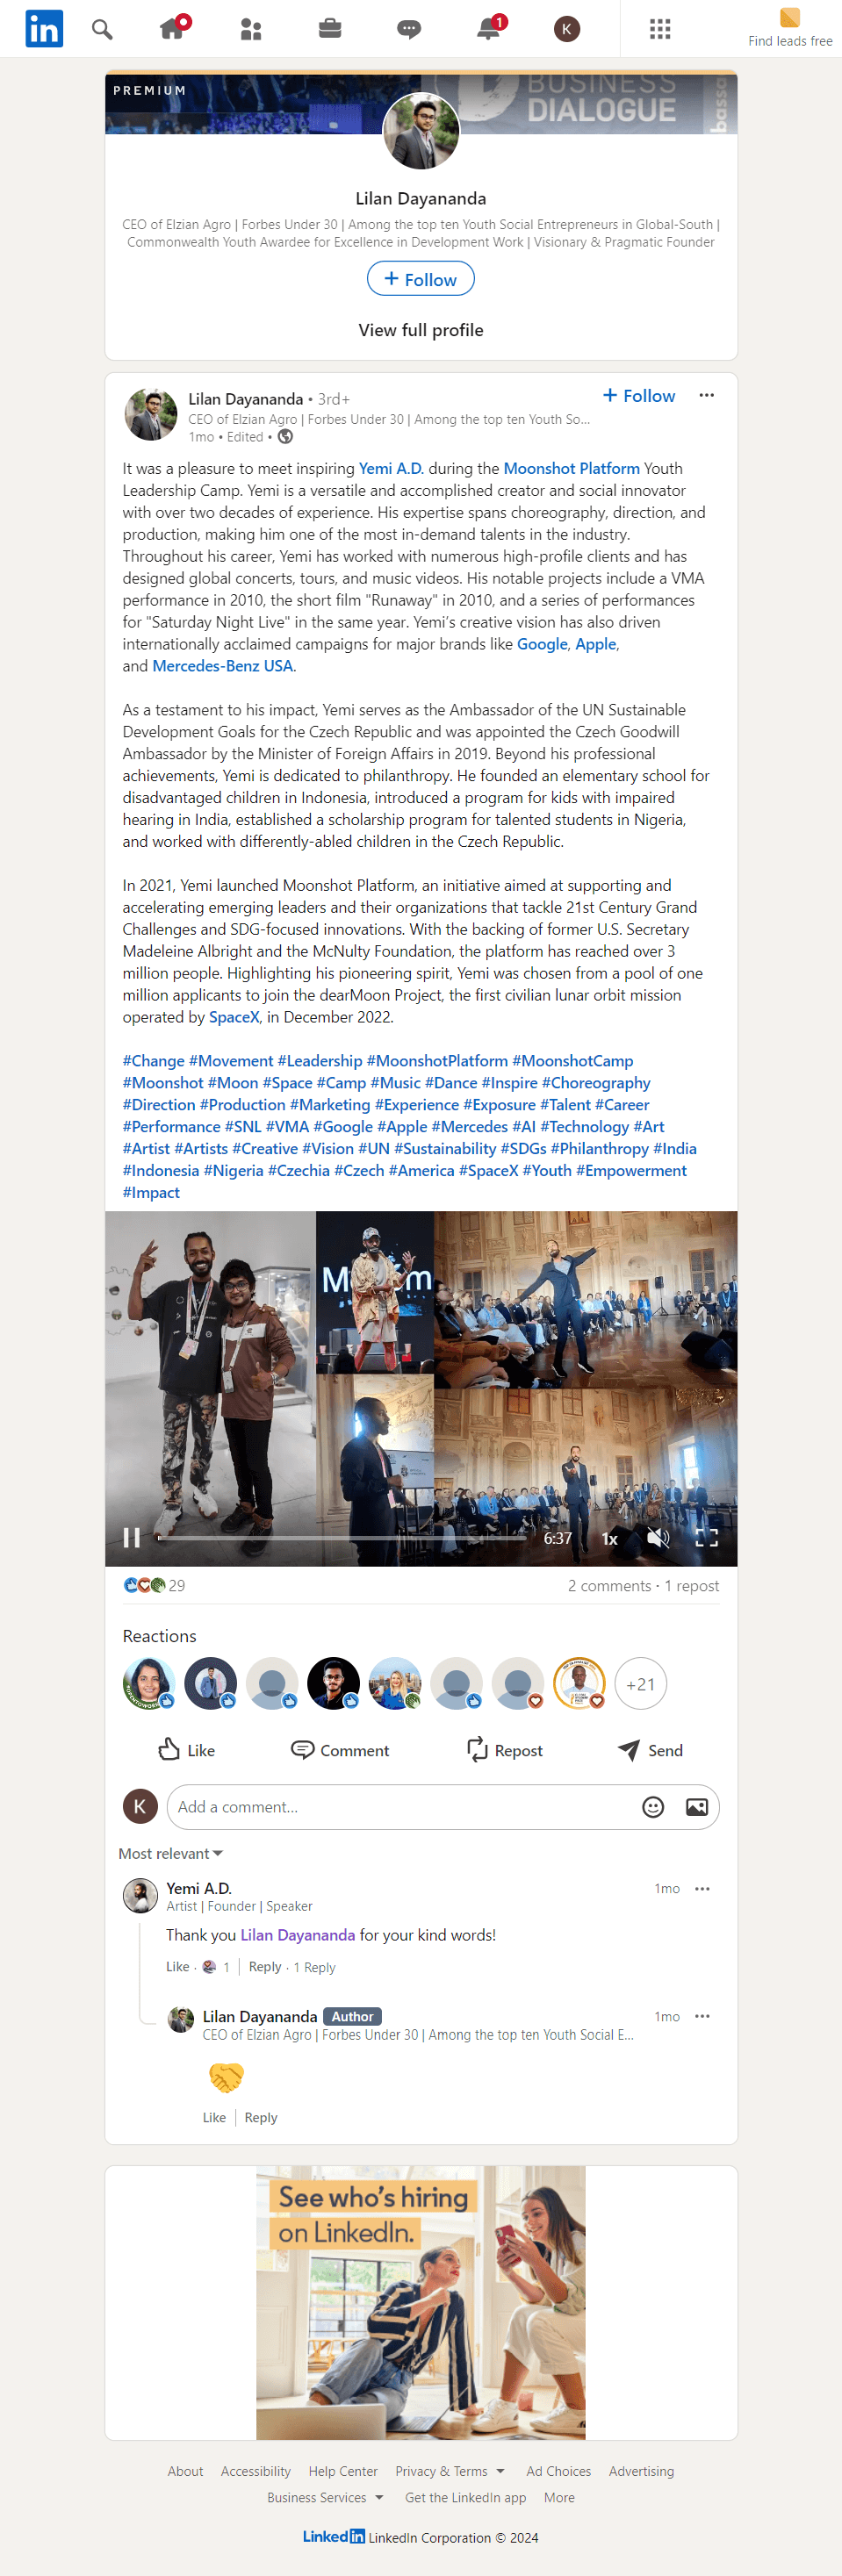 in
1
K
Find leads free
PREMIUM
BUSINESS
DIALOGUE
bassa
Lilan Dayananda
CEO of Elzian Agro | Forbes Under 30 | Among the top ten Youth Social Entrepreneurs in Global-South |
Commonwealth Youth Awardee for Excellence in Development Work | Visionary & Pragmatic Founder
+ Follow
View full profile
Lilan Dayananda • 3rd+
+ Follow
CEO of Elzian Agro | Forbes Under 30 | Among the top ten Youth So...
1mo • Edited •
It was a pleasure to meet inspiring Yemi A.D. during the Moonshot Platform Youth
Leadership Camp. Yemi is a versatile and accomplished creator and social innovator
with over two decades of experience. His expertise spans choreography, direction, and
production, making him one of the most in-demand talents in the industry.
Throughout his career, Yemi has worked with numerous high-profile clients and has
designed global concerts, tours, and music videos. His notable projects include a VMA
performance in 2010, the short film "Runaway" in 2010, and a series of performances
for "Saturday Night Live" in the same year. Yemi's creative vision has also driven
internationally acclaimed campaigns for major brands like Google, Apple,
and Mercedes-Benz USA.
As a testament to his impact, Yemi serves as the Ambassador of the UN Sustainable
Development Goals for the Czech Republic and was appointed the Czech Goodwill
Ambassador by the Minister of Foreign Affairs in 2019. Beyond his professional
achievements, Yemi is dedicated to philanthropy. He founded an elementary school for
disadvantaged children in Indonesia, introduced a program for kids with impaired
hearing in India, established a scholarship program for talented students in Nigeria,
and worked with differently-abled children in the Czech Republic.
In 2021, Yemi launched Moonshot Platform, an initiative aimed at supporting and
accelerating emerging leaders and their organizations that tackle 21st Century Grand
Challenges and SDG-focused innovations. With the backing of former U.S. Secretary
Madeleine Albright and the McNulty Foundation, the platform has reached over 3
million people. Highlighting his pioneering spirit, Yemi was chosen from a pool of one
million applicants to join the dearMoon Project, the first civilian lunar orbit mission
operated by SpaceX, in December 2022.
#Change #Movement #Leadership #MoonshotPlatform #MoonshotCamp
#Moonshot #Moon #Space #Camp #Music #Dance #Inspire #Choreography
#Direction #Production #Marketing #Experience #Exposure #Talent #Career
#Performance #SNL #VMA #Google #Apple #Mercedes #AI #Technology #Art
#Artist #Artists #Creative #Vision #UN #Sustainability #SDGs #Philanthropy #India
#Indonesia #Nigeria #Czechia #Czech #America #SpaceX #Youth #Empowerment
#Impact
6:37 1x
29
2 comments · 1 repost
Reactions
+21
Like
Comment
Repost
Send
K
Add a comment...
Most relevant
Yemi A.D.
1mo
Artist | Founder | Speaker
Thank you Lilan Dayananda for your kind words!
Like · 1 | Reply · 1 Reply
Lilan Dayananda Author
1mo
CEO of Elzian Agro | Forbes Under 30 | Among the top ten Youth Social E...
Like | Reply
See who's hiring
on LinkedIn.
About Accessibility Help Center Privacy & Terms Ad Choices Advertising
Business Services Get the LinkedIn app More
LinkedIn LinkedIn Corporation © 2024